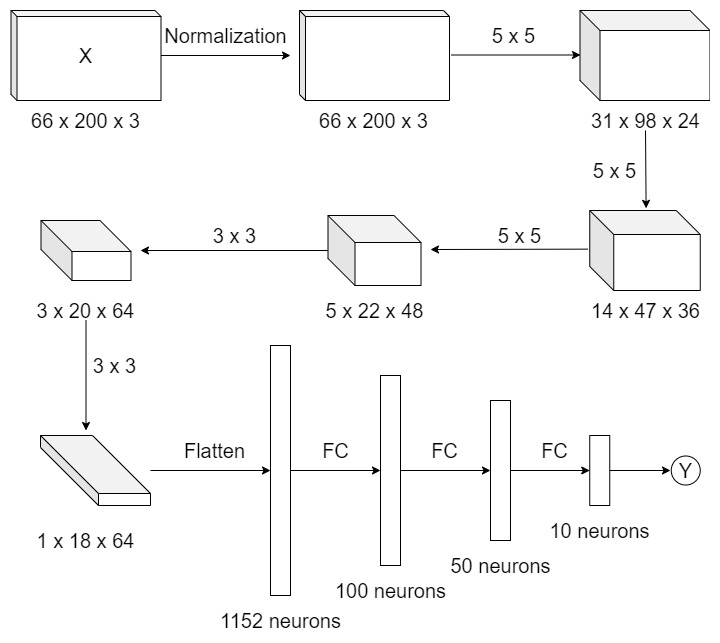 X
Normalization
5 x 5
66 x 200 x 3
66 x 200 x 3
31 x 98 x 24
5 x 5
3 x 3
5 x 5
3 x 20 x 64
5 x 22 x 48
14 x 47 x 36
3 x 3
Flatten
FC
FC
FC
Y
1 x 18 x 64
10 neurons
50 neurons
100 neurons
1152 neurons